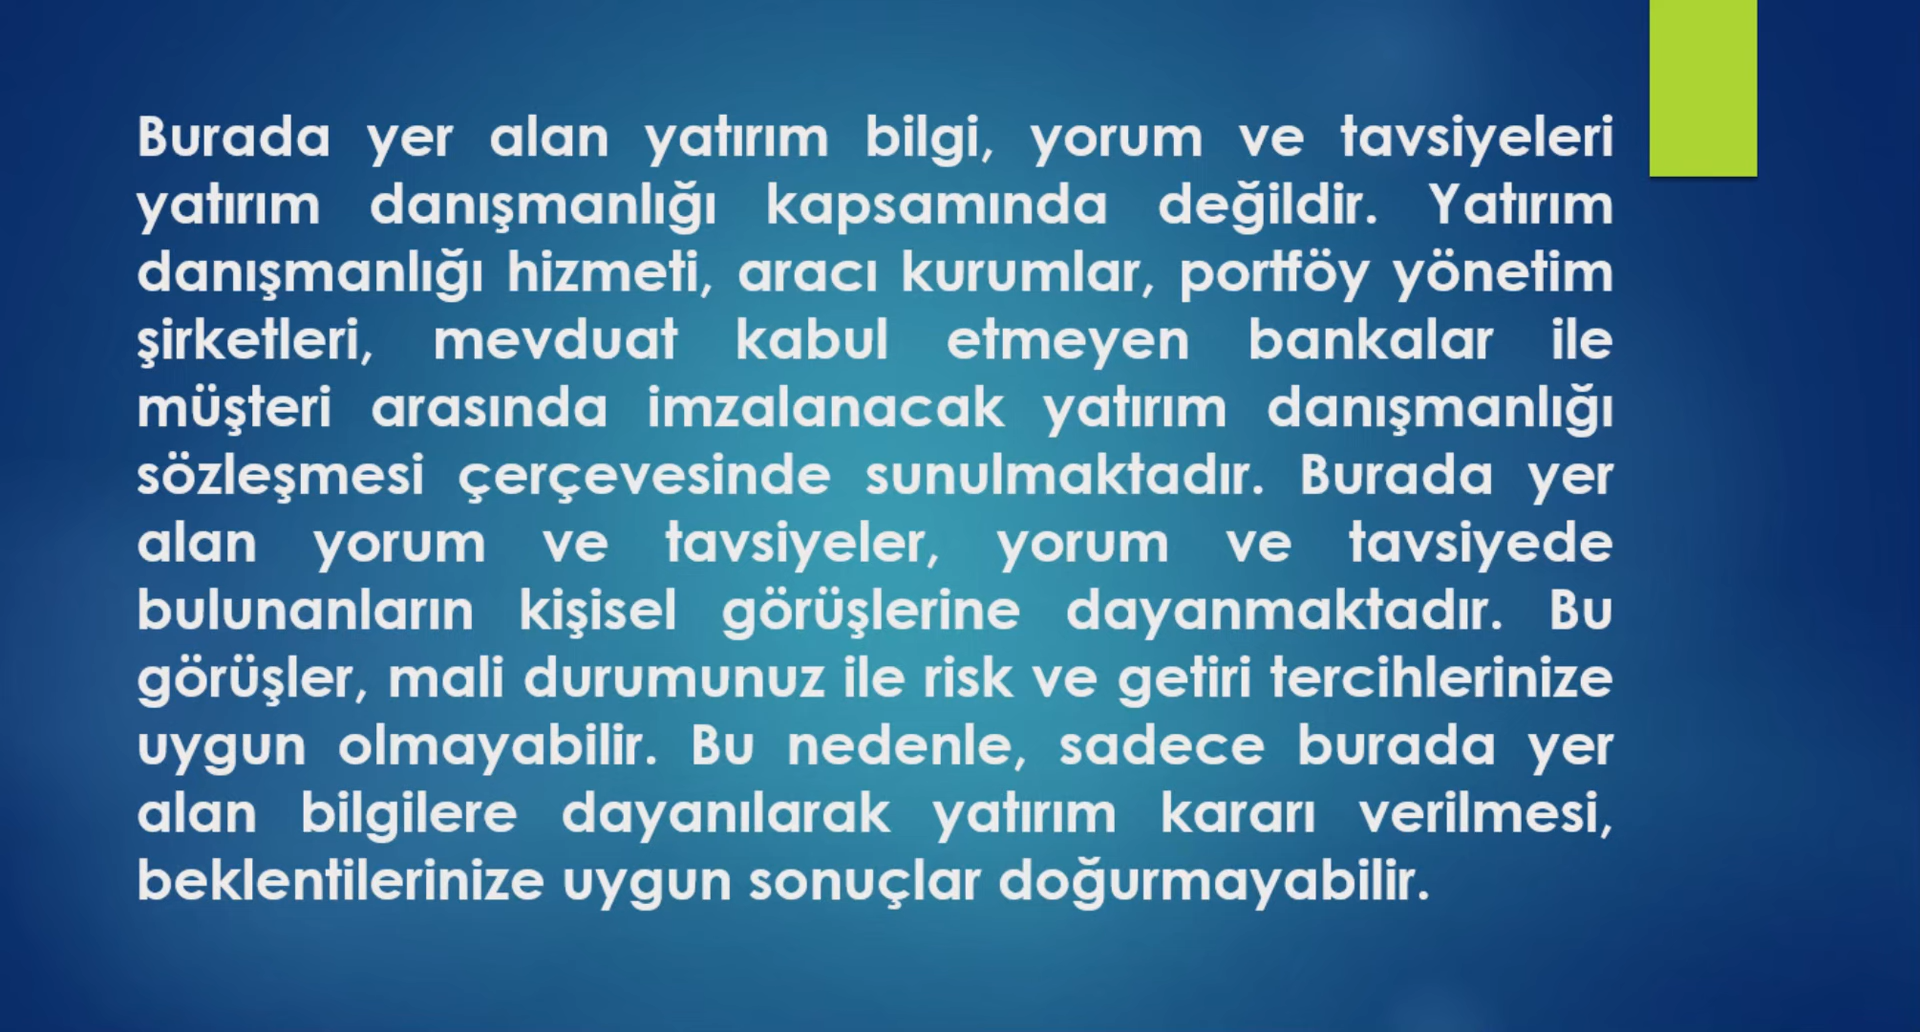 Burada yer alan yatırım bilgi, yorum ve tavsiyeleri
yatırım danışmanlığı kapsamında değildir. Yatırım
danışmanlığı hizmeti, aracı kurumlar, portföy yönetim
şirketleri, mevduat kabul etmeyen bankalar ile
müşteri arasında imzalanacak yatırım danışmanlığı
sözleşmesi çerçevesinde sunulmaktadır. Burada yer
alan yorum ve tavsiyeler, yorum ve tavsiyede
bulunanların kişisel görüşlerine dayanmaktadır. Bu
görüşler, mali durumunuz ile risk ve getiri tercihlerinize
uygun olmayabilir. Bu nedenle, sadece burada yer
alan bilgilere dayanılarak yatırım kararı verilmesi,
beklentilerinize uygun sonuçlar doğurmayabilir.